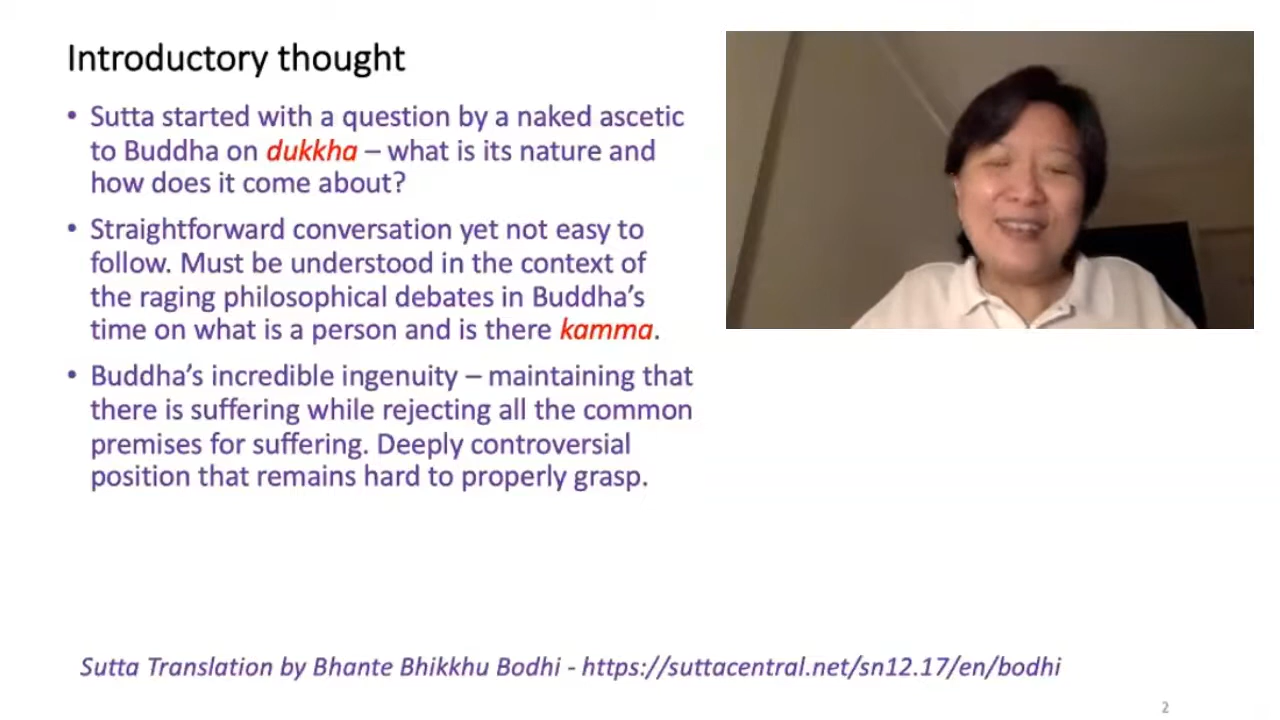 Introductory thought
• Sutta started with a question by a naked ascetic
to Buddha on dukkha – what is its nature and
how does it come about?
• Straightforward conversation yet not easy to
follow. Must be understood in the context of
the raging philosophical debates in Buddha's
time on what is a person and is there kamma.
• Buddha's incredible ingenuity – maintaining that
there is suffering while rejecting all the common
premises for suffering. Deeply controversial
position that remains hard to properly grasp.
Sutta Translation by Bhante Bhikkhu Bodhi - https://suttacentral.net/sn12.17/en/bodhi
2